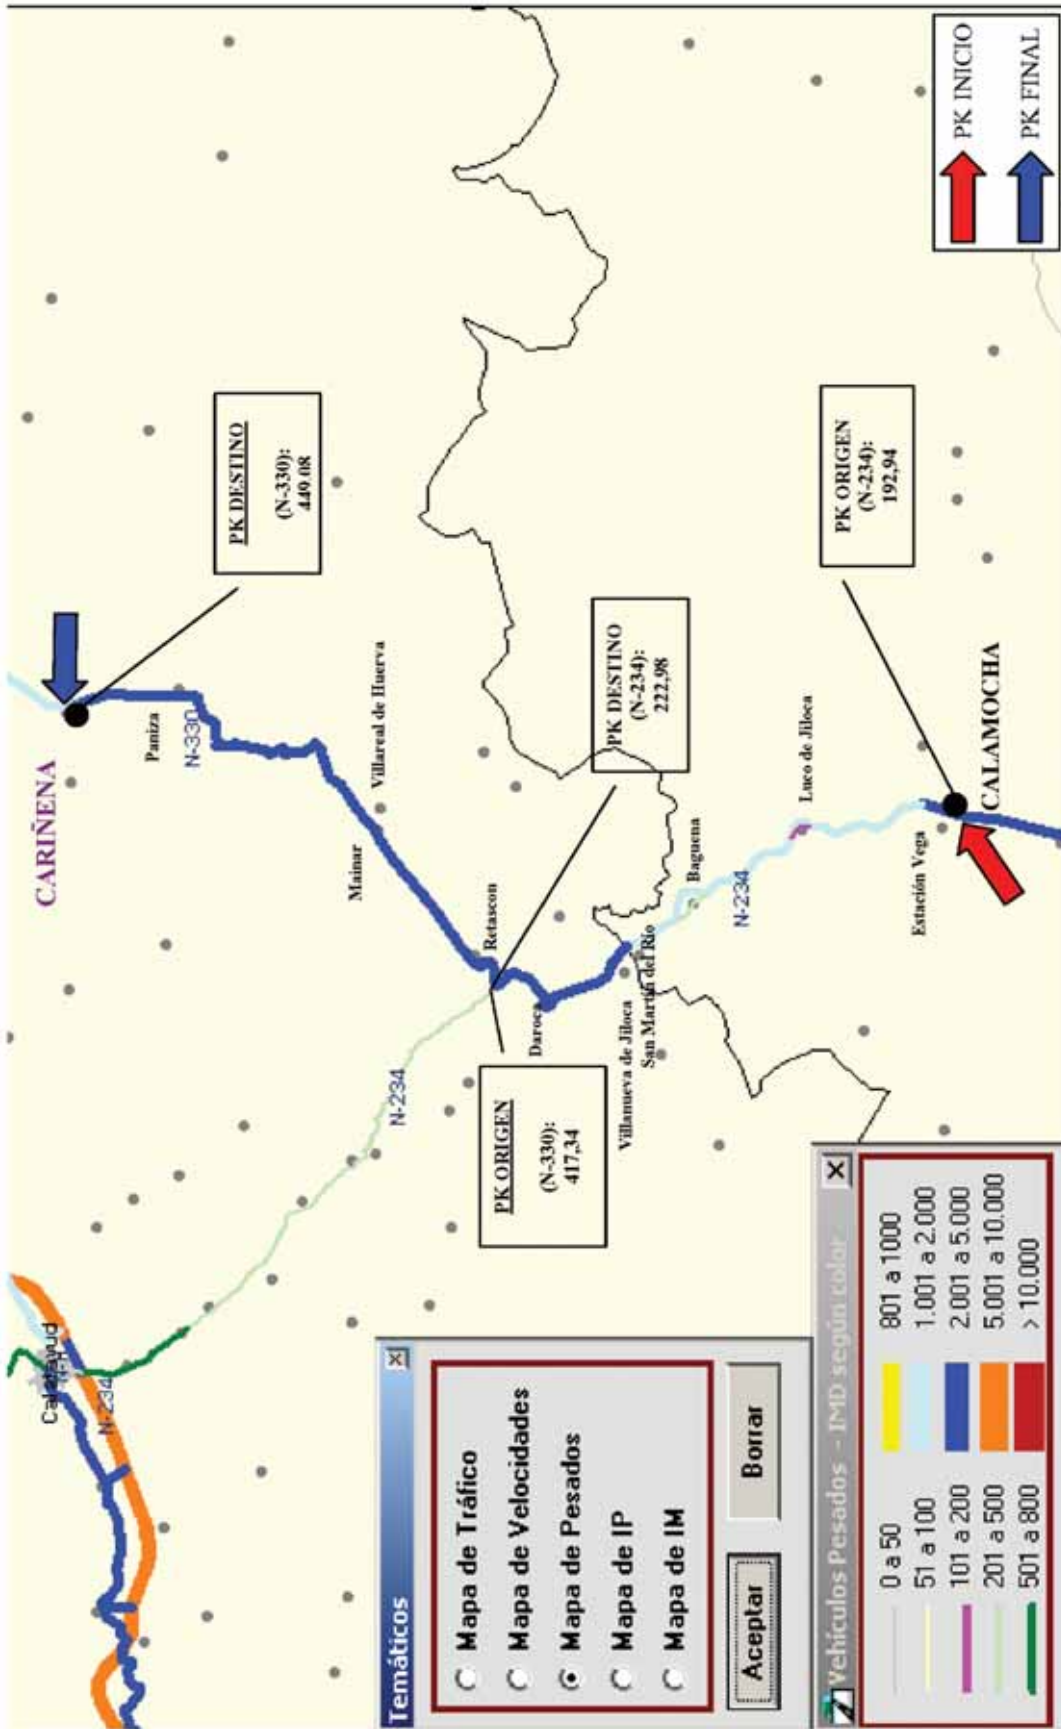 CARIÑENA
PK DESTINO
(N-330):
449.08
Paniza
N-330
Villareal de Huerva
Mainar
Retascon
PK DESTINO
(N-234):
222,98
Daroca
PK ORIGEN
(N-330):
417,34
N-234
Calatayud
N-234
Villanueva de Jiloca
San Martín del Río
Baguena
N-234
Luco de Jiloca
Estación Vega
CALAMOCHA
PK ORIGEN
(N-234):
192,94
PK INICIO
PK FINAL
Temáticos
Mapa de Tráfico
Mapa de Velocidades
Mapa de Pesados
Mapa de IP
Mapa de IM
Aceptar
Borrar
Vehículos Pesados - IMD según color
0 a 50
801 a 1000
51 a 100
1.001 a 2.000
101 a 200
2.001 a 5.000
201 a 500
5.001 a 10.000
501 a 800
> 10.000